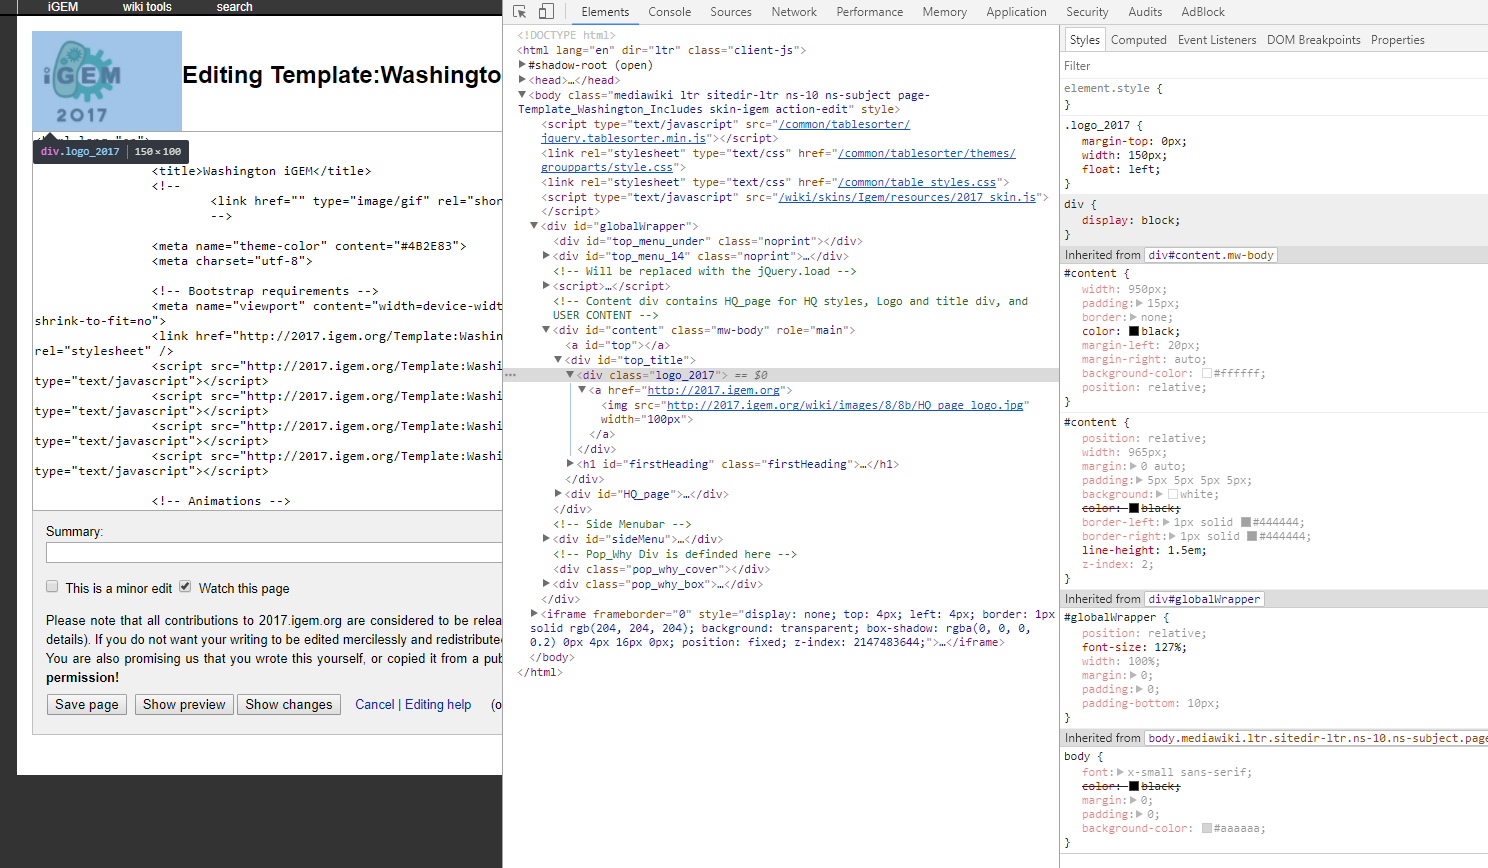 iGEM wiki tools search
iGEM
2017
Editing Template:Washingto
div.logo_2017 150×100
<title>Washington iGEM</title>
<!--
<link href="" type="image/gif" rel="shor
-->
<meta name="theme-color" content="#4B2E83">
<meta charset="utf-8">
<!-- Bootstrap requirements -->
<meta name="viewport" content="width=device-widt
shrink-to-fit=no">
<link href="http://2017.igem.org/Template:Washin
rel="stylesheet" />
<script src="http://2017.igem.org/Template:Washi
type="text/javascript"></script>
<script src="http://2017.igem.org/Template:Washi
type="text/javascript"></script>
<script src="http://2017.igem.org/Template:Washi
type="text/javascript"></script>
<script src="http://2017.igem.org/Template:Washi
type="text/javascript"></script>
<!-- Animations -->
Summary:
This is a minor edit Watch this page
Please note that all contributions to 2017.igem.org are considered to be relea
details). If you do not want your writing to be edited mercilessly and redistribute
You are also promising us that you wrote this yourself, or copied it from a pub
permission!
Save page Show preview Show changes Cancel | Editing help (o
Elements Console Sources Network Performance Memory Application Security Audits AdBlock
<!DOCTYPE html>
<html lang="en" dir="ltr" class="client-js">
#shadow-root (open)
<head>…</head>
<body class="mediawiki ltr sitedir-ltr ns-10 ns-subject page-
Template_Washington_Includes skin-igem action-edit" style>
<script type="text/javascript" src="/common/tablesorter/
jquery.tablesorter.min.js"></script>
<link rel="stylesheet" type="text/css" href="/common/tablesorter/themes/
groupparts/style.css">
<link rel="stylesheet" type="text/css" href="/common/table_styles.css">
<script type="text/javascript" src="/wiki/skins/Igem/resources/2017_skin.js">
</script>
<div id="globalWrapper">
<div id="top_menu_under" class="noprint"></div>
<div id="top_menu_14" class="noprint">…</div>
<!-- Will be replaced with the jQuery.load -->
<script>…</script>
<!-- Content div contains HQ_page for HQ styles, Logo and title div, and
USER CONTENT -->
<div id="content" class="mw-body" role="main">
<a id="top"></a>
<div id="top_title">
<div class="logo_2017"> == $0
<a href="http://2017.igem.org">
<img src="http://2017.igem.org/wiki/images/8/8b/HQ_page_logo.jpg"
width="100px">
</a>
</div>
<h1 id="firstHeading" class="firstHeading">…</h1>
</div>
<div id="HQ_page">…</div>
</div>
<!-- Side Menubar -->
<div id="sideMenu">…</div>
<!-- Pop_Why Div is definded here -->
<div class="pop_why_cover"></div>
<div class="pop_why_box">…</div>
</div>
<iframe frameborder="0" style="display: none; top: 4px; left: 4px; border: 1px
solid rgb(204, 204, 204); background: transparent; box-shadow: rgba(0, 0, 0,
0.2) 0px 4px 16px 0px; position: fixed; z-index: 2147483644;">…</iframe>
</body>
</html>
Styles Computed Event Listeners DOM Breakpoints Properties
Filter
element.style {
}
.logo_2017 {
margin-top: 0px;
width: 150px;
float: left;
}
div {
display: block;
}
Inherited from div#content.mw-body
#content {
width: 950px;
padding: 15px;
border: none;
color: black;
margin-left: 20px;
margin-right: auto;
background-color: #ffffff;
position: relative;
}
#content {
position: relative;
width: 965px;
margin: 0 auto;
padding: 5px 5px 5px 5px;
background: white;
color: black;
border-left: 1px solid #444444;
border-right: 1px solid #444444;
line-height: 1.5em;
z-index: 2;
}
Inherited from div#globalWrapper
#globalWrapper {
position: relative;
font-size: 127%;
width: 100%;
margin: 0;
padding: 0;
padding-bottom: 10px;
}
Inherited from body.mediawiki.ltr.sitedir-ltr.ns-10.ns-subject.page
body {
font: x-small sans-serif;
color: black;
margin: 0;
padding: 0;
background-color: #aaaaaa;
}